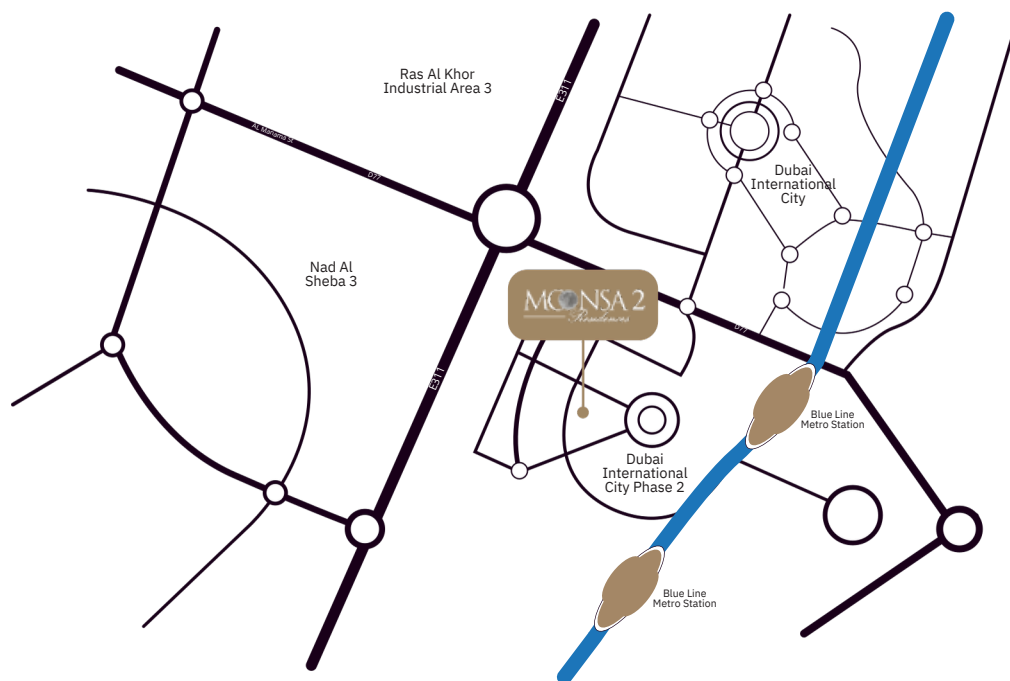 Ras Al Khor
Industrial Area 3
E311
AL Manama St
D77
Dubai
International
City
Nad Al
Sheba 3
MOONSA 2
Residences
D77
E311
Blue Line
Metro Station
Dubai
International
City Phase 2
Blue Line
Metro Station